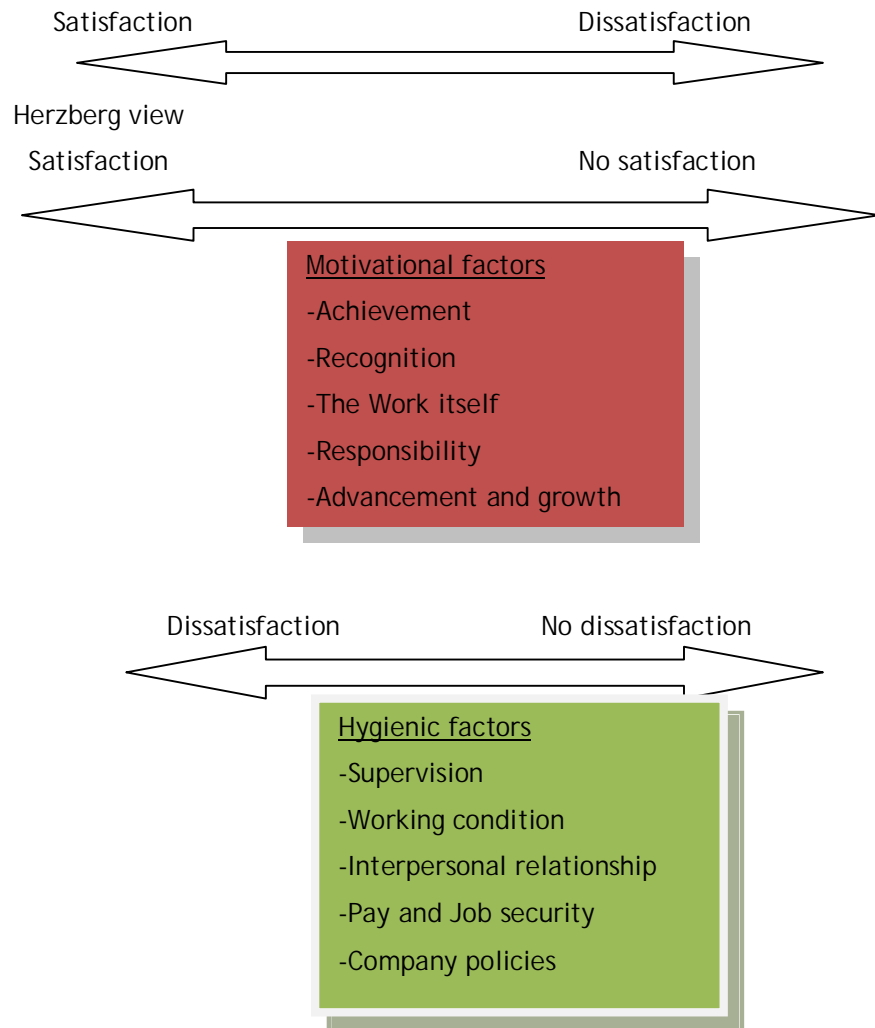 Satisfaction Dissatisfaction
Herzberg view
Satisfaction No satisfaction
Motivational factors
-Achievement
-Recognition
-The Work itself
-Responsibility
-Advancement and growth
Dissatisfaction No dissatisfaction
Hygienic factors
-Supervision
-Working condition
-Interpersonal relationship
-Pay and Job security
-Company policies